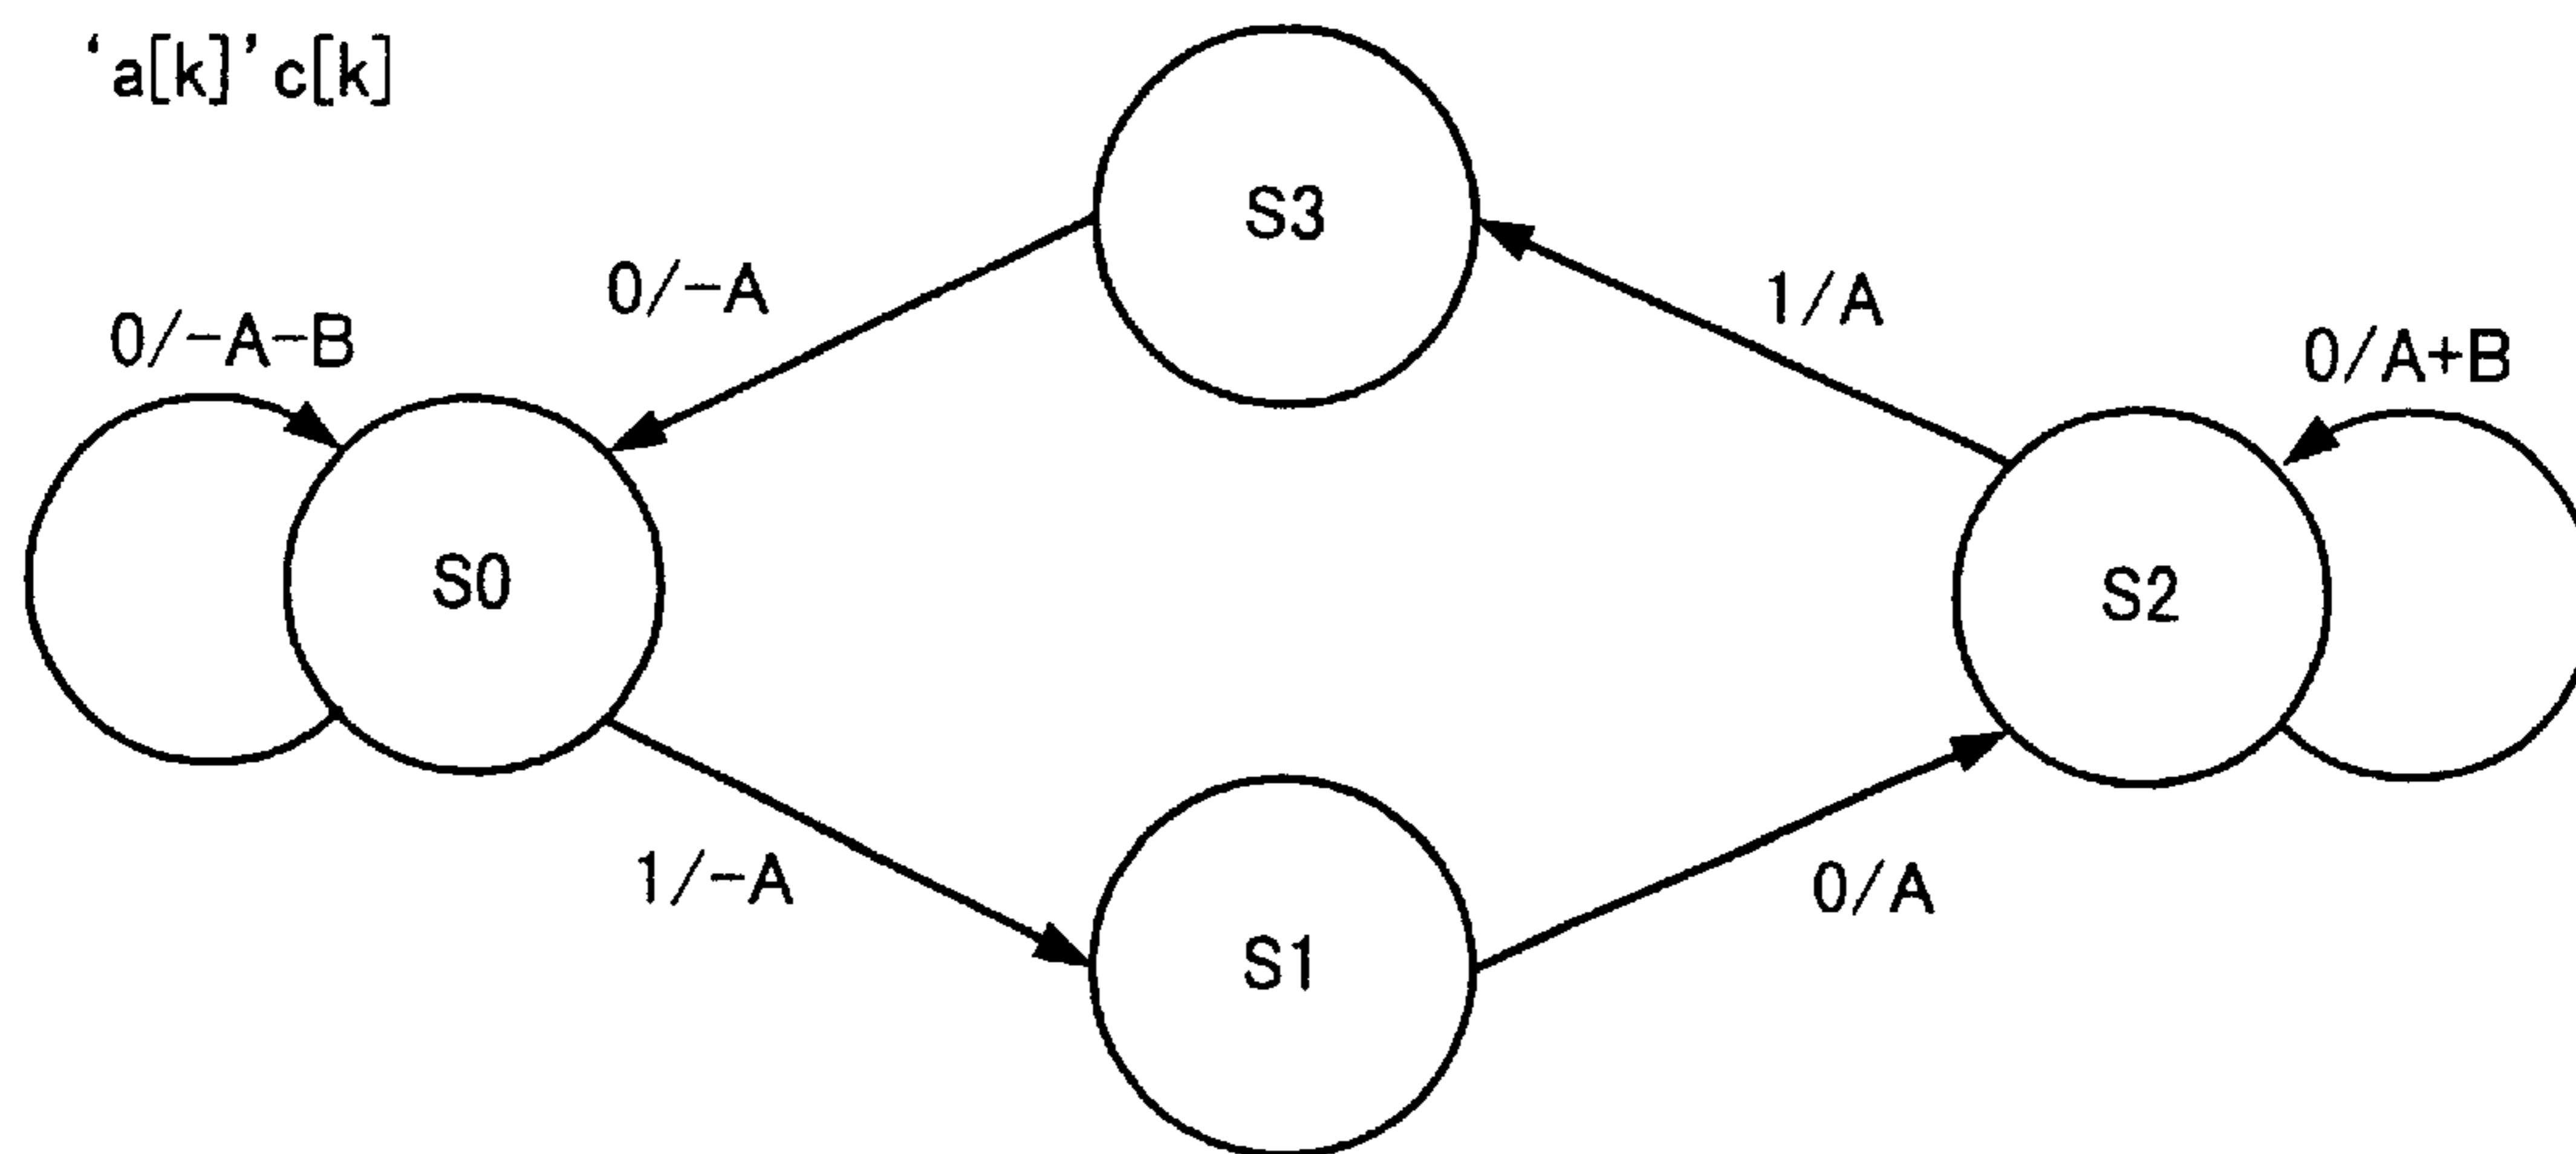 ‘a[k]’c[k]
S3
0/-A
1/A
0/-A-B
0/A+B
S0
S2
1/-A
0/A
S1